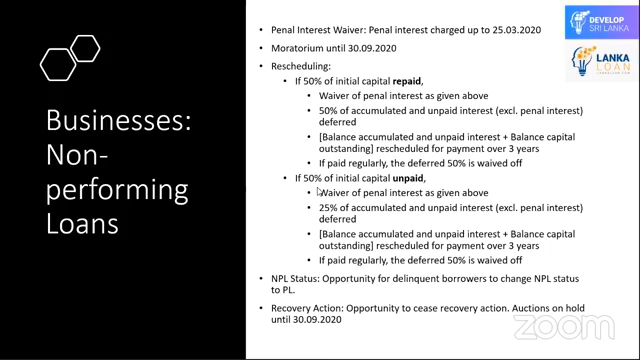 Businesses:
Non-
performing
Loans
• Penal Interest Waiver: Penal interest charged up to 25.03.2020
• Moratorium until 30.09.2020
• Rescheduling:
• If 50% of initial capital repaid,
• Waiver of penal interest as given above
• 50% of accumulated and unpaid interest (excl. penal interest)
deferred
• [Balance accumulated and unpaid interest + Balance capital
outstanding] rescheduled for payment over 3 years
• If paid regularly, the deferred 50% is waived off
• If 50% of initial capital unpaid,
• Waiver of penal interest as given above
• 25% of accumulated and unpaid interest (excl. penal interest)
deferred
• [Balance accumulated and unpaid interest + Balance capital
outstanding] rescheduled for payment over 3 years
• If paid regularly, the deferred 50% is waived off
• NPL Status: Opportunity for delinquent borrowers to change NPL status
to PL.
• Recovery Action: Opportunity to cease recovery action. Auctions on hold
until 30.09.2020
DEVELOP
SRI LANKA
LANKA
LOAN
zoom